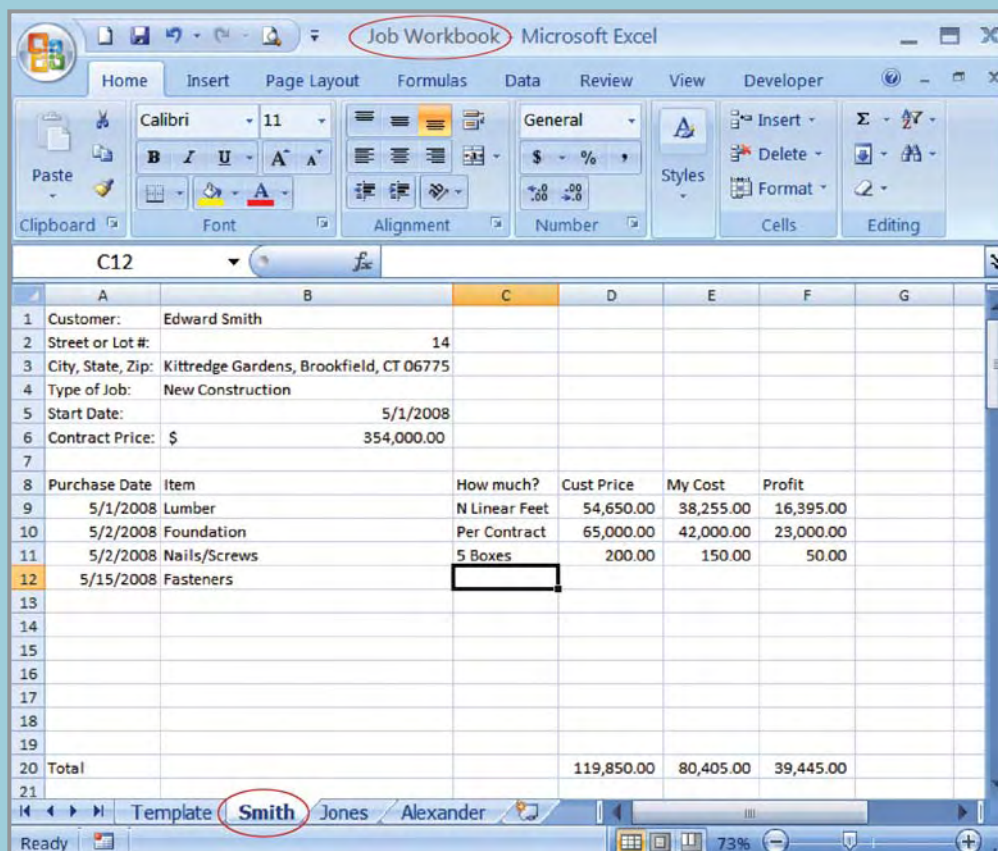 Job Workbook - Microsoft Excel
Home Insert Page Layout Formulas Data Review View Developer
Calibri 11 General Insert Σ
B I U A A $ % , Delete
Paste Styles
A .00 .00 Format
Clipboard Font Alignment Number Cells Editing
C12 fx
A B C D E F G
1 Customer: Edward Smith
2 Street or Lot #: 14
3 City, State, Zip: Kittredge Gardens, Brookfield, CT 06775
4 Type of Job: New Construction
5 Start Date: 5/1/2008
6 Contract Price: $ 354,000.00
7
8 Purchase Date Item How much? Cust Price My Cost Profit
9 5/1/2008 Lumber N Linear Feet 54,650.00 38,255.00 16,395.00
10 5/2/2008 Foundation Per Contract 65,000.00 42,000.00 23,000.00
11 5/2/2008 Nails/Screws 5 Boxes 200.00 150.00 50.00
12 5/15/2008 Fasteners
13
14
15
16
17
18
19
20 Total 119,850.00 80,405.00 39,445.00
21
Template Smith Jones Alexander
Ready 73%